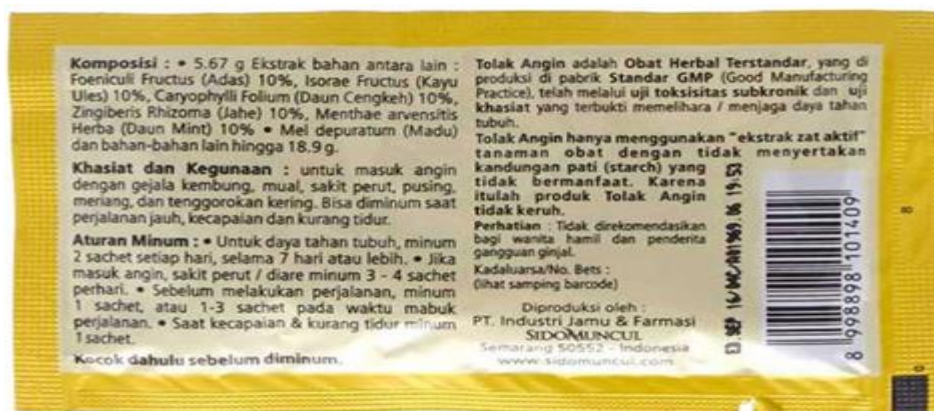 Komposisi : • 5.67 g Ekstrak bahan antara lain :
Foeniculi Fructus (Adas) 10%, Isorae Fructus (Kayu
Ules) 10%, Caryophylli Folium (Daun Cengkeh) 10%,
Zingiberis Rhizoma (Jahe) 10%, Menthae arvensitis
Herba (Daun Mint) 10% • Mel depuratum (Madu)
dan bahan-bahan lain hingga 18.9 g.
Khasiat dan Kegunaan : untuk masuk angin
dengan gejala kembung, mual, sakit perut, pusing,
meriang, dan tenggorokan kering. Bisa diminum saat
perjalanan jauh, kecapaian dan kurang tidur.
Aturan Minum : • Untuk daya tahan tubuh, minum
2 sachet setiap hari, selama 7 hari atau lebih. • Jika
masuk angin, sakit perut / diare minum 3 - 4 sachet
perhari. • Sebelum melakukan perjalanan, minum
1 sachet, atau 1-3 sachet pada waktu mabuk
perjalanan. • Saat kecapaian & kurang tidur minum
1 sachet.
Kocok dahulu sebelum diminum.
Tolak Angin adalah Obat Herbal Terstandar, yang di
produksi di pabrik Standar GMP (Good Manufacturing
Practice), telah melalui uji toksisitas subkronik dan uji
khasiat yang terbukti memelihara / menjaga daya tahan
tubuh.
Tolak Angin hanya menggunakan "ekstrak zat aktif"
tanaman obat dengan tidak menyertakan
kandungan pati (starch) yang
tidak bermanfaat. Karena
itulah produk Tolak Angin
tidak keruh.
Perhatian : Tidak direkomendasikan
bagi wanita hamil dan penderita
gangguan ginjal.
Kadaluarsa/No. Bets :
(lihat samping barcode)
Diproduksi oleh :
PT. Industri Jamu & Farmasi
SIDOMUNCUL
Semarang 50552 - Indonesia
www.sidomuncul.com
SEP 16/
19:53
8 998898 101409
8